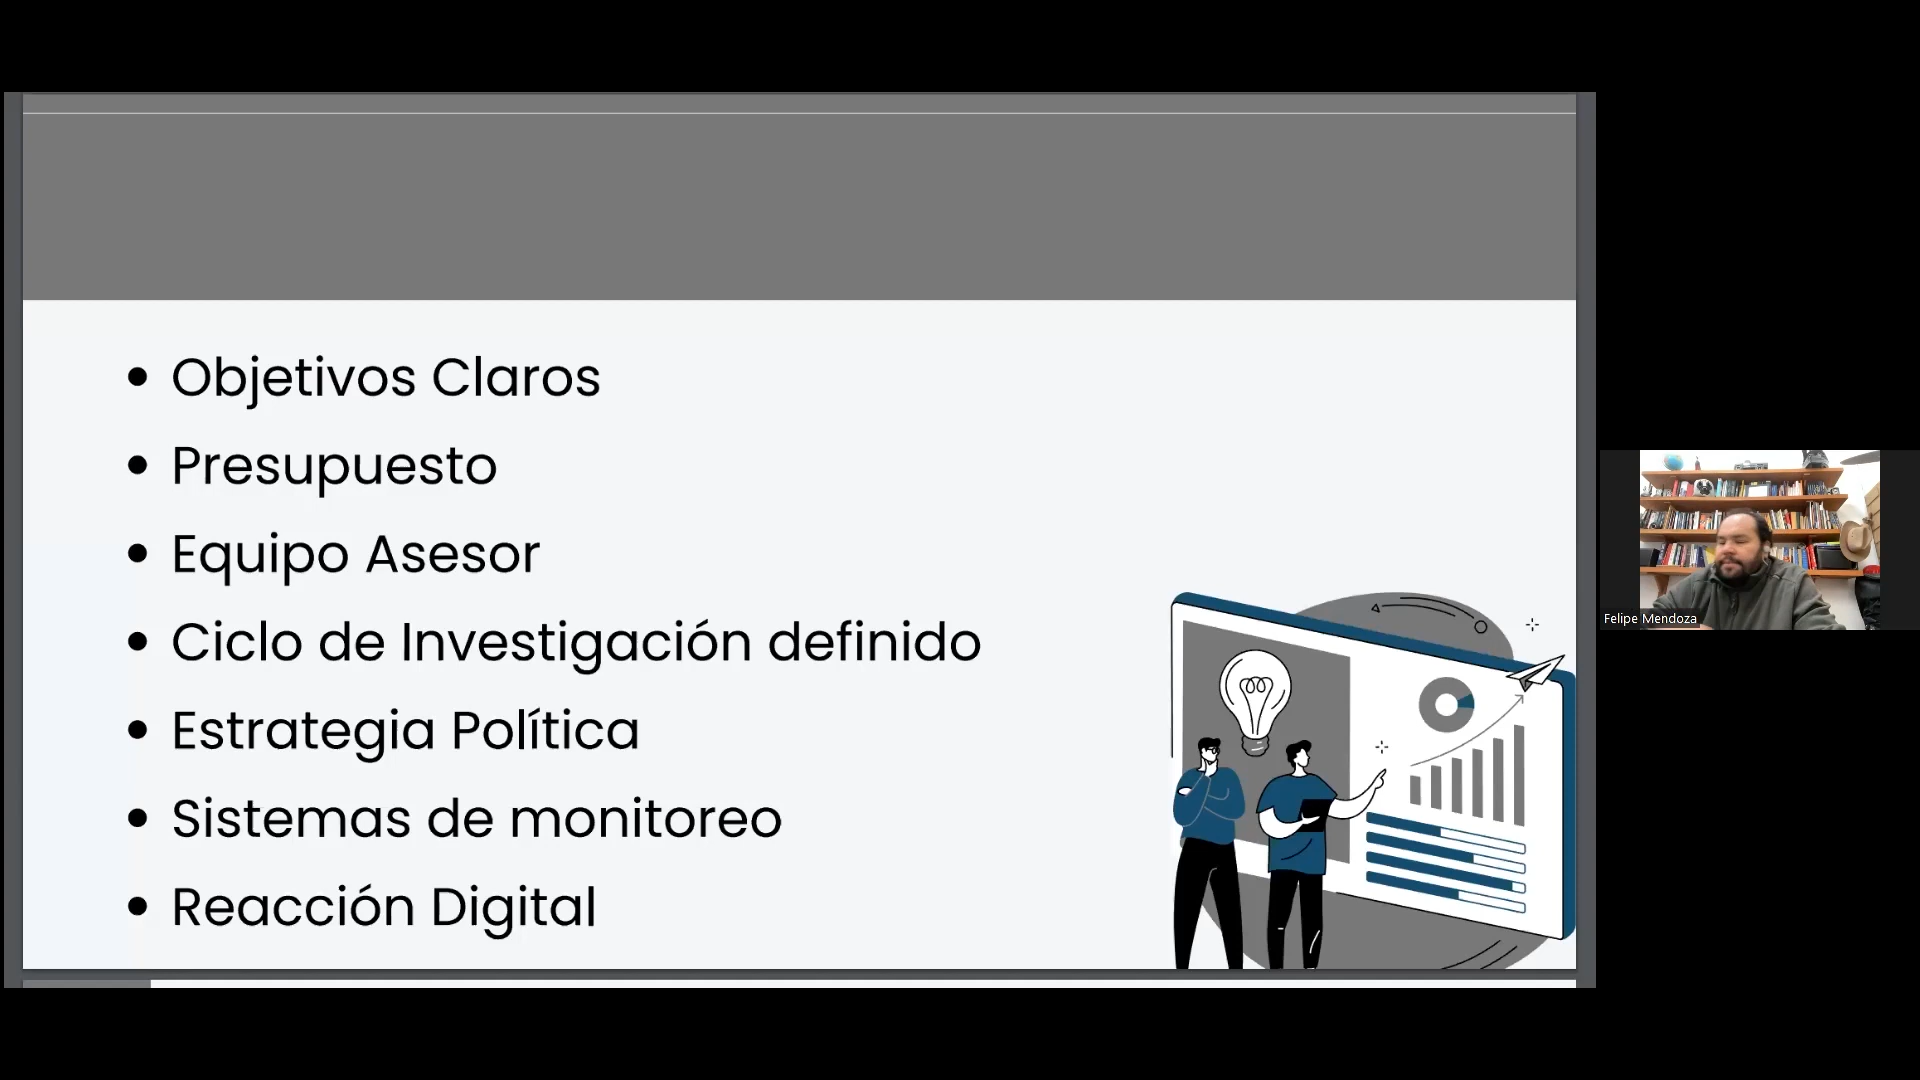 • Objetivos Claros
• Presupuesto
• Equipo Asesor
• Ciclo de Investigación definido
• Estrategia Política
• Sistemas de monitoreo
• Reacción Digital
Felipe Mendoza